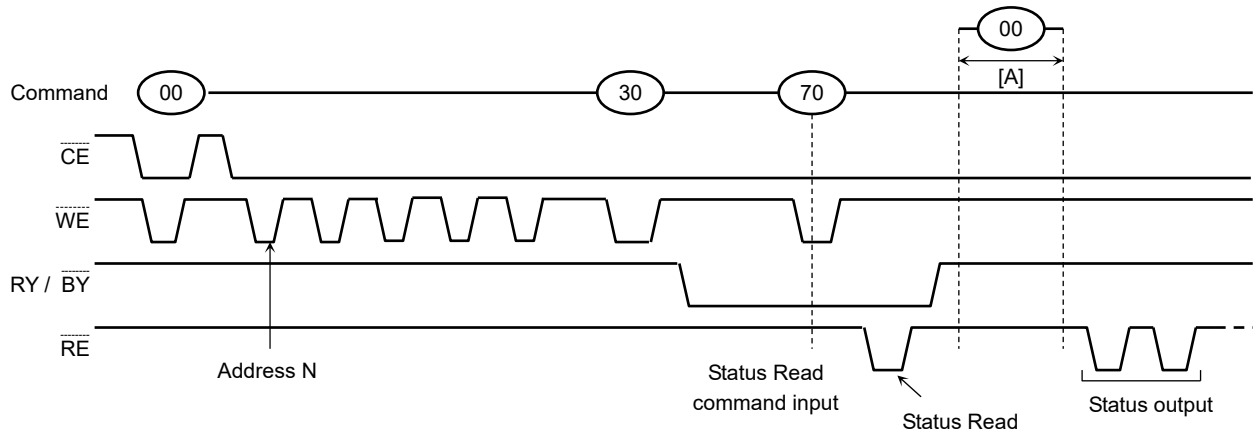 00
[A]
Command 00 30 70
CE
WE
RY / BY
RE
Address N
Status Read
command input
Status Read
Status output